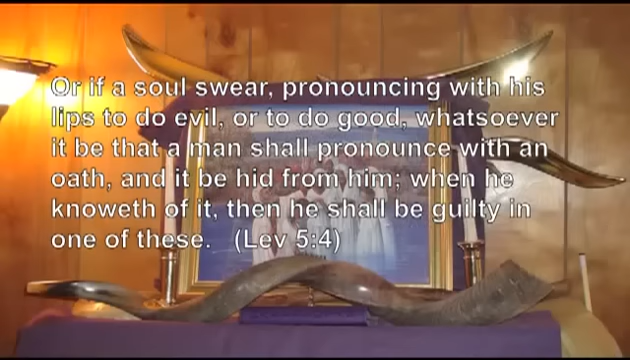 Or if a soul swear, pronouncing with his
lips to do evil, or to do good, whatsoever
it be that a man shall pronounce with an
oath, and it be hid from him; when he
knoweth of it, then he shall be guilty in
one of these. (Lev 5:4)